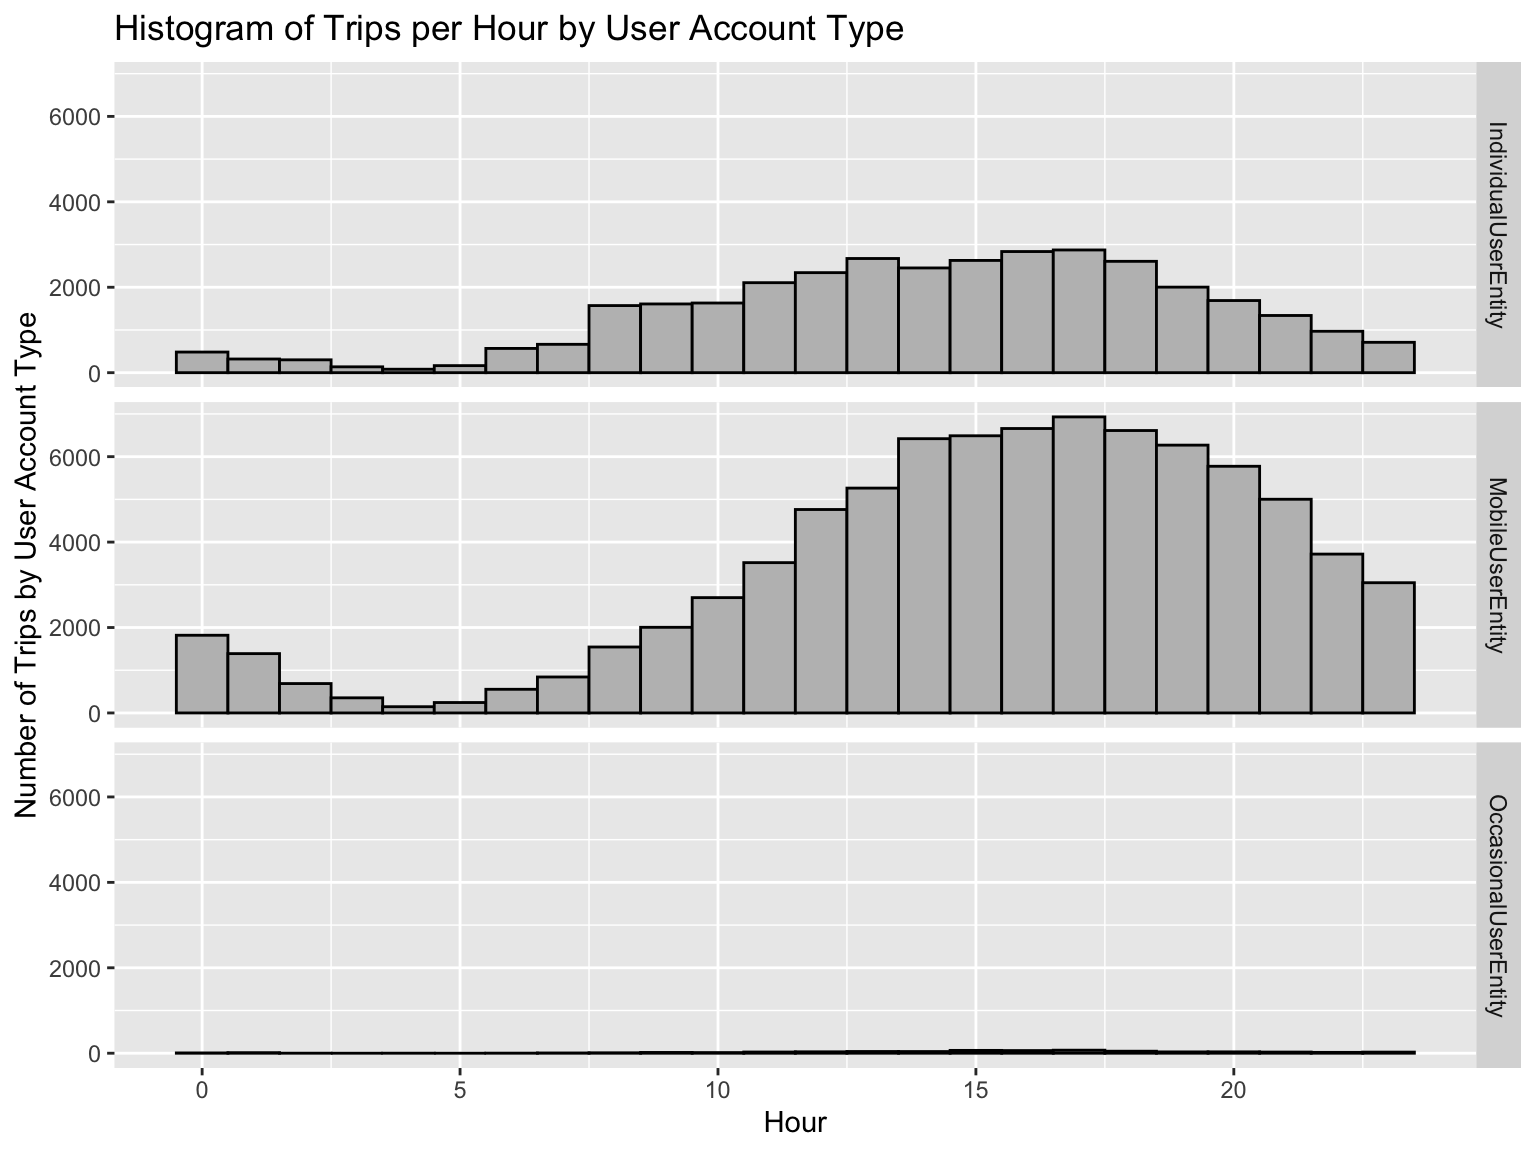 Histogram of Trips per Hour by User Account Type
Number of Trips by User Account Type
6000
4000
2000
0
IndividualUserEntity
6000
4000
2000
0
MobileUserEntity
6000
4000
2000
0
OccasionalUserEntity
0 5 10 15 20
Hour